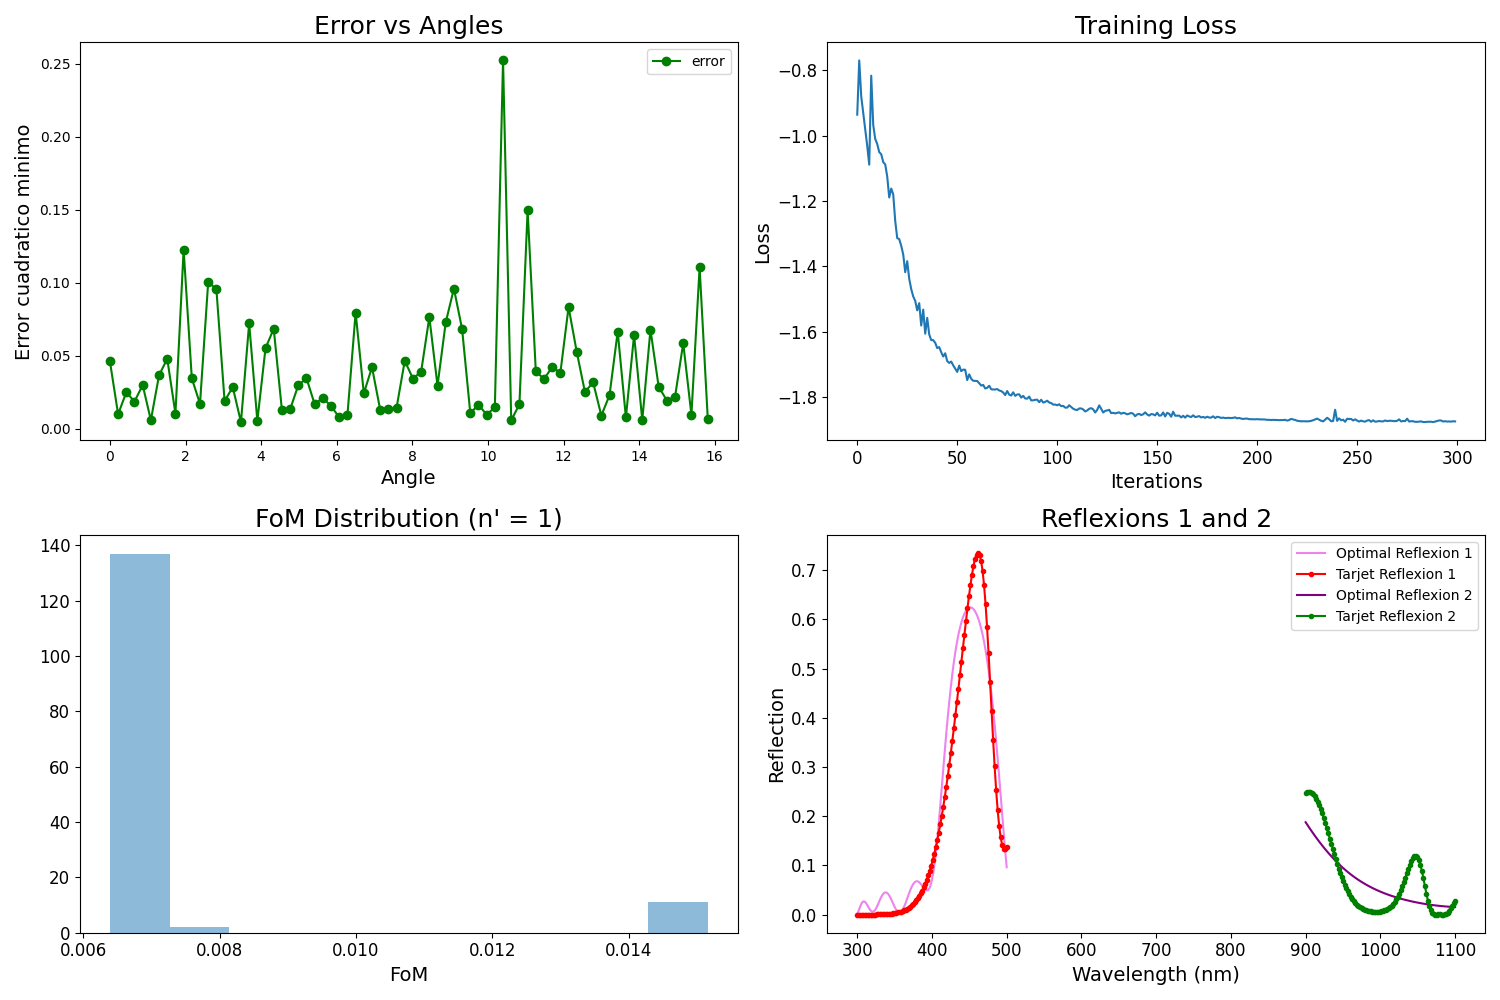 Error vs Angles
error
0.25
0.20
0.15
0.10
0.05
0.00
Error cuadratico minimo
0 2 4 6 8 10 12 14 16
Angle
Training Loss
−0.8
−1.0
−1.2
−1.4
−1.6
−1.8
Loss
0 50 100 150 200 250 300
Iterations
FoM Distribution (n' = 1)
140
120
100
80
60
40
20
0
0.006 0.008 0.010 0.012 0.014
FoM
Reflexions 1 and 2
Optimal Reflexion 1
Tarjet Reflexion 1
Optimal Reflexion 2
Tarjet Reflexion 2
0.7
0.6
0.5
0.4
0.3
0.2
0.1
0.0
Reflection
300 400 500 600 700 800 900 1000 1100
Wavelength (nm)